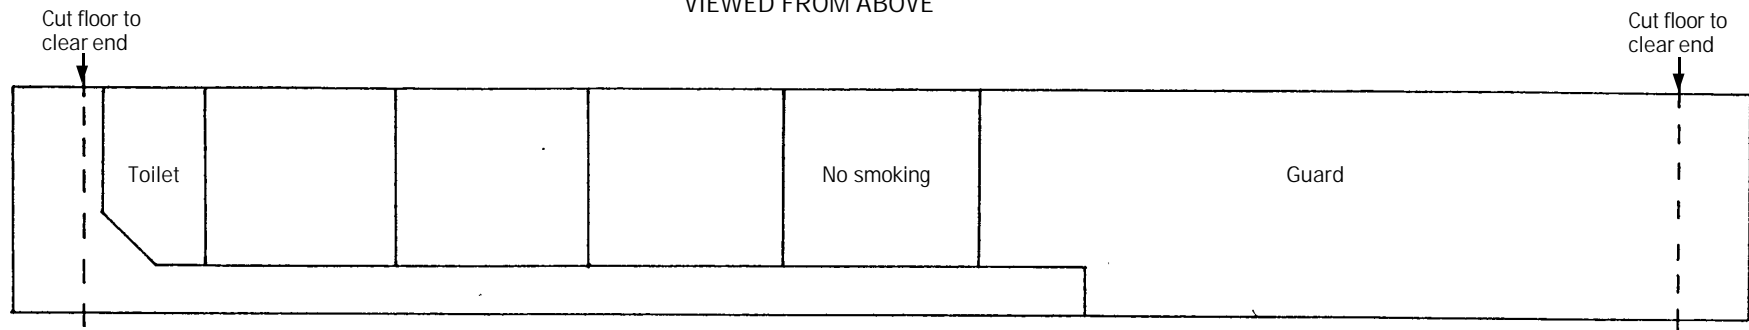 VIEWED FROM ABOVE
Cut floor to
clear end
Cut floor to
clear end
Toilet
No smoking
Guard